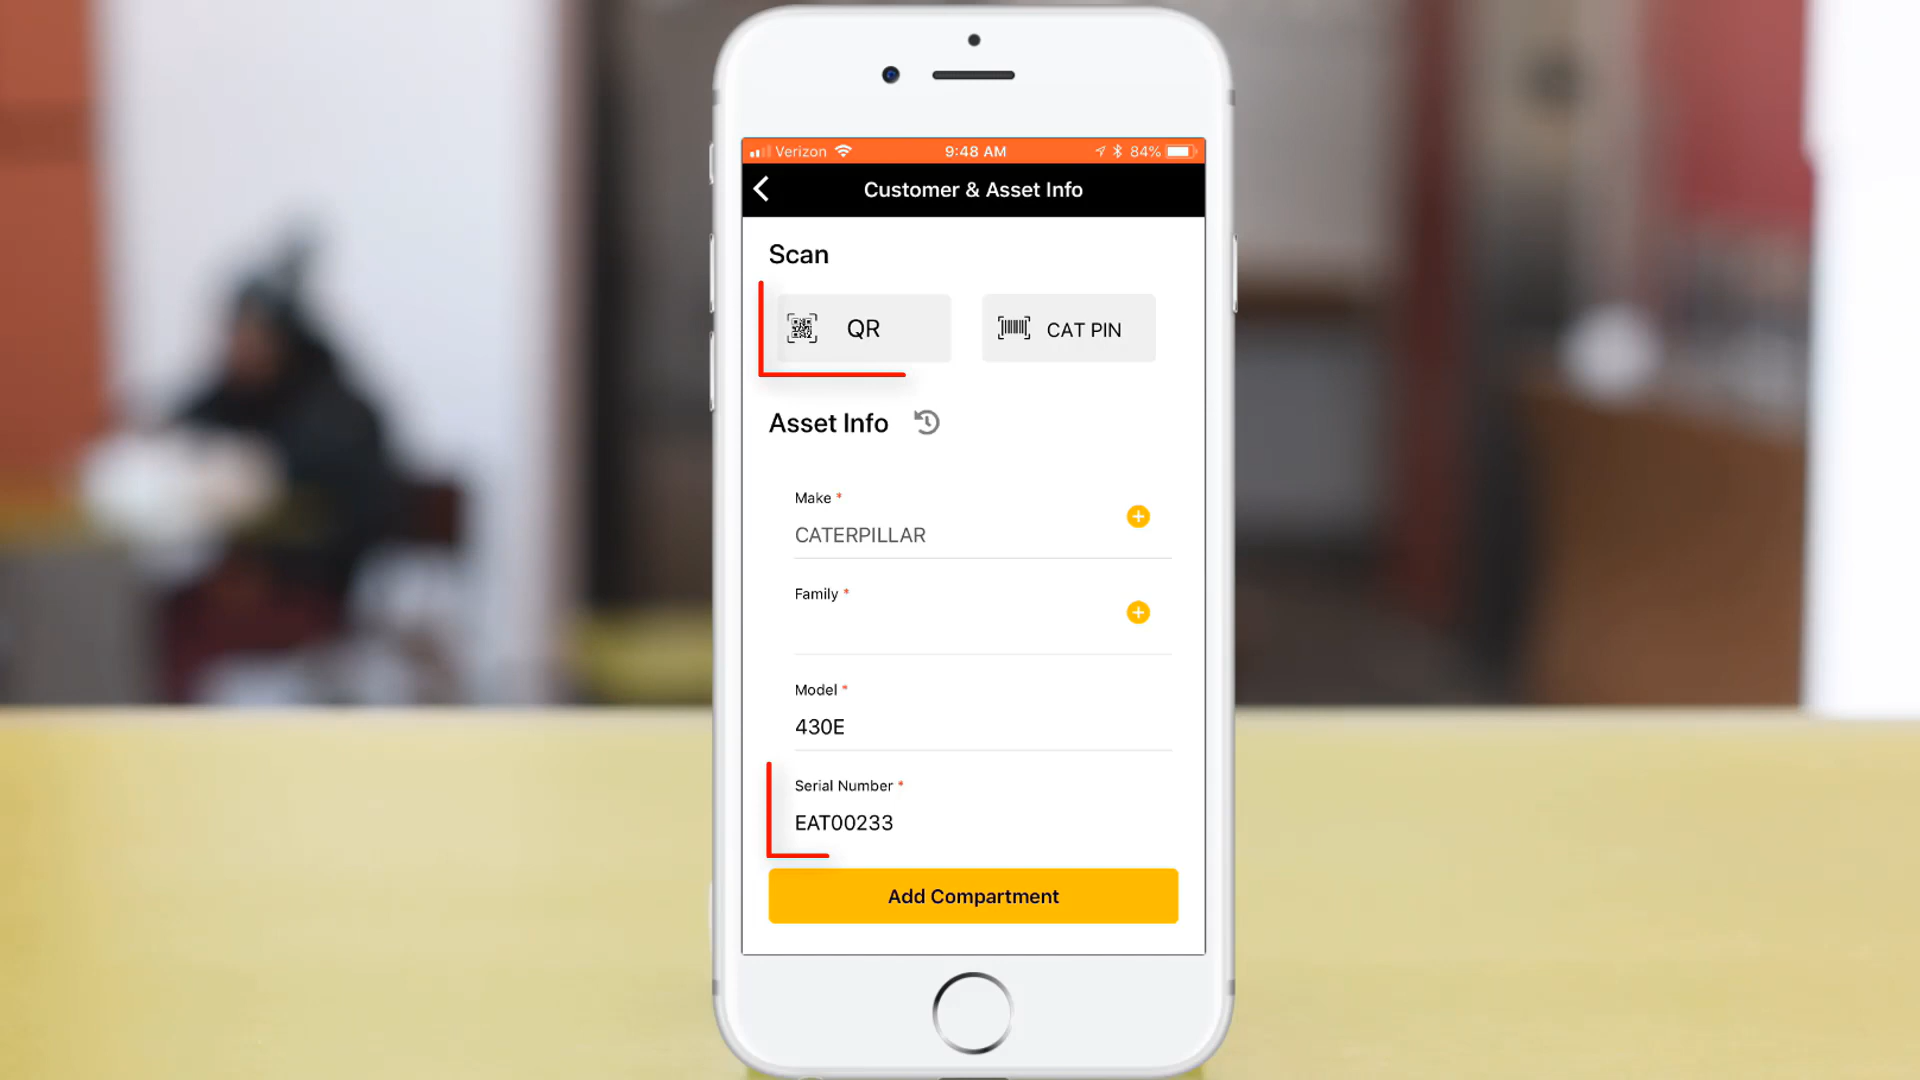 Verizon 9:48 AM 84%
Customer & Asset Info
Scan
QR CAT PIN
Asset Info
Make *
CATERPILLAR
Family *
Model *
430E
Serial Number *
EAT00233
Add Compartment